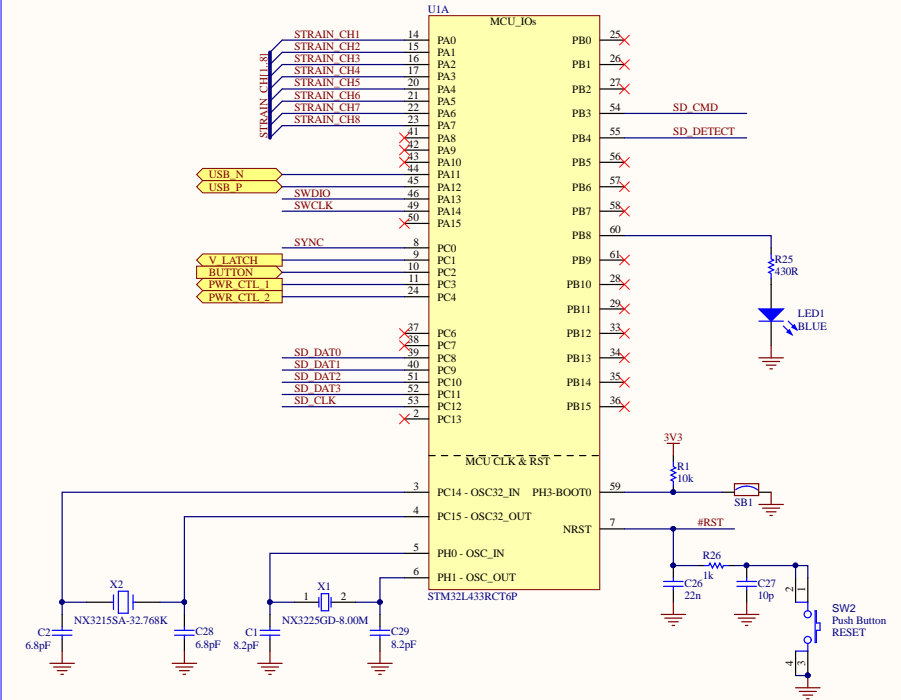 U1A
MCU_IOs
STRAIN_CH[1..8]
STRAIN_CH1 14 PA0
STRAIN_CH2 15 PA1
STRAIN_CH3 16 PA2
STRAIN_CH4 17 PA3
STRAIN_CH5 20 PA4
STRAIN_CH6 21 PA5
STRAIN_CH7 22 PA6
STRAIN_CH8 23 PA7
41 PA8
42 PA9
43 PA10
USB_N 44 PA11
USB_P 45 PA12
SWDIO 46 PA13
SWCLK 49 PA14
50 PA15
SYNC 8 PC0
V_LATCH 9 PC1
BUTTON 10 PC2
PWR_CTL_1 11 PC3
PWR_CTL_2 24 PC4
37 PC6
38 PC7
SD_DAT0 39 PC8
SD_DAT1 40 PC9
SD_DAT2 51 PC10
SD_DAT3 52 PC11
SD_CLK 53 PC12
2 PC13
PB0 25
PB1 26
PB2 27
PB3 54 SD_CMD
PB4 55 SD_DETECT
PB5 56
PB6 57
PB7 58
PB8 60
PB9 61
PB10 28
PB11 29
PB12 33
PB13 34
PB14 35
PB15 36
R25
430R
LED1
BLUE
MCU CLK & RST
3 PC14 - OSC32_IN
4 PC15 - OSC32_OUT
5 PH0 - OSC_IN
6 PH1 - OSC_OUT
PH3-BOOT0 59
NRST 7 #RST
STM32L433RCT6P
3V3
R1
10k
SB1
R26
1k
C26
22n
C27
10p
2 1
4 3
SW2
Push Button
RESET
X2
NX3215SA-32.768K
C2
6.8pF
C28
6.8pF
X1
1 2
NX3225GD-8.00M
C1
8.2pF
C29
8.2pF